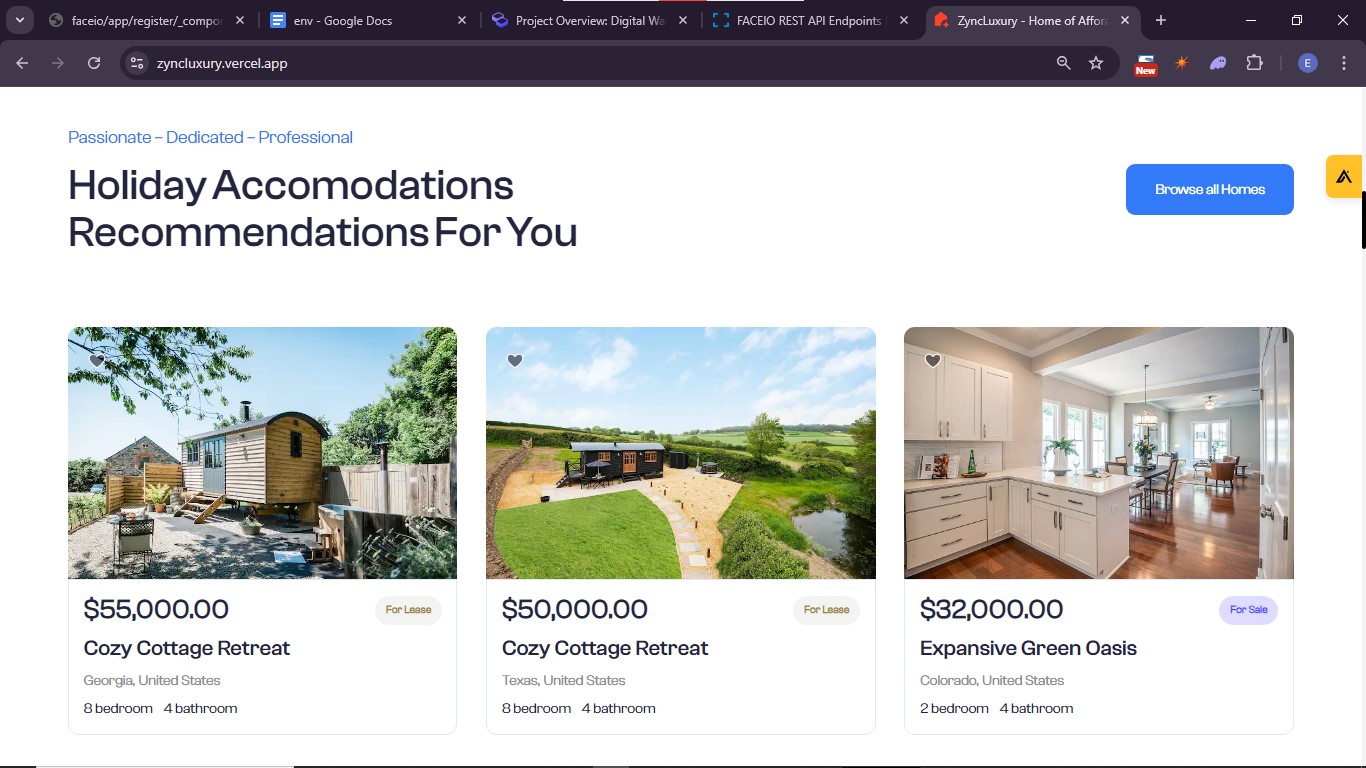 faceio/app/register/_compo
env - Google Docs
Project Overview: Digital Wa
FACEIO REST API Endpoints
ZyncLuxury - Home of Affor
zyncluxury.vercel.app
New
E
Passionate – Dedicated – Professional
Holiday Accomodations
Recommendations For You
Browse all Homes
$55,000.00
For Lease
Cozy Cottage Retreat
Georgia, United States
8 bedroom 4 bathroom
$50,000.00
For Lease
Cozy Cottage Retreat
Texas, United States
8 bedroom 4 bathroom
$32,000.00
For Sale
Expansive Green Oasis
Colorado, United States
2 bedroom 4 bathroom